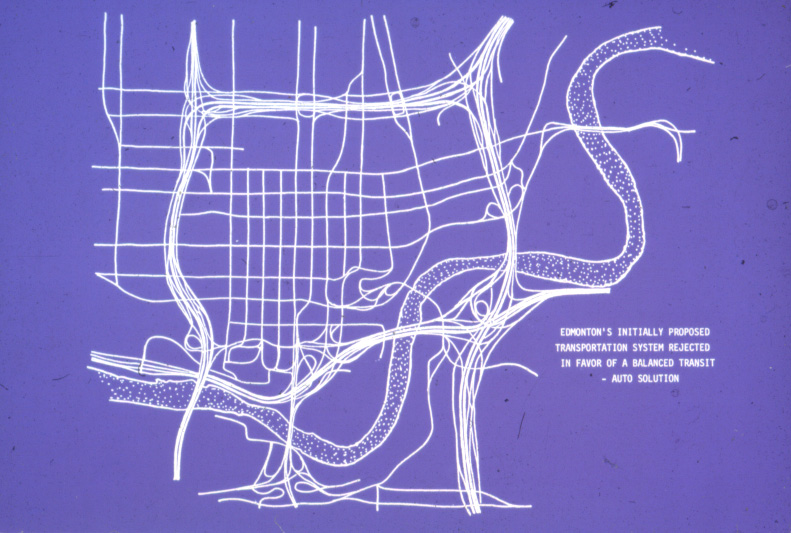 EDMONTON'S INITIALLY PROPOSED
TRANSPORTATION SYSTEM REJECTED
IN FAVOR OF A BALANCED TRANSIT
- AUTO SOLUTION